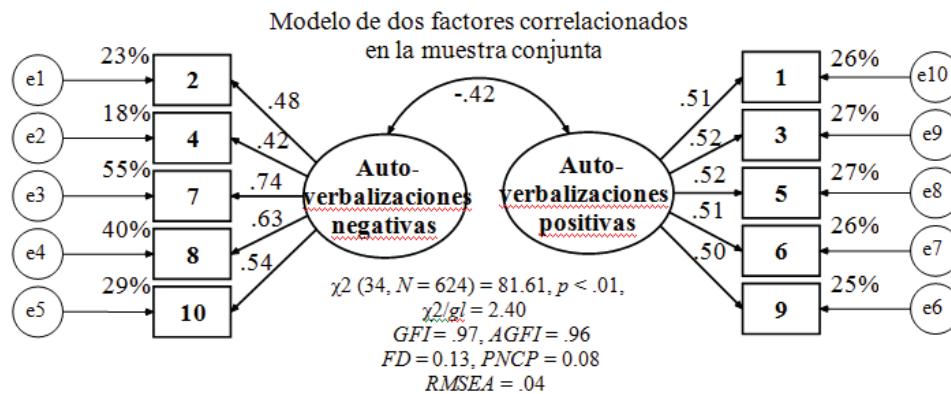 Modelo de dos factores correlacionados
en la muestra conjunta
e1
23%
2
.48
e2
18%
4
.42
e3
55%
7
.74
e4
40%
8
.63
e5
29%
10
.54
Auto-
verbalizaciones
negativas
-.42
Auto-
verbalizaciones
positivas
.51
1
26%
e10
.52
3
27%
e9
.52
5
27%
e8
.51
6
26%
e7
.50
9
25%
e6
χ2 (34, N = 624) = 81.61, p < .01,
χ2/gl = 2.40
GFI = .97, AGFI = .96
FD = 0.13, PNCP = 0.08
RMSEA = .04